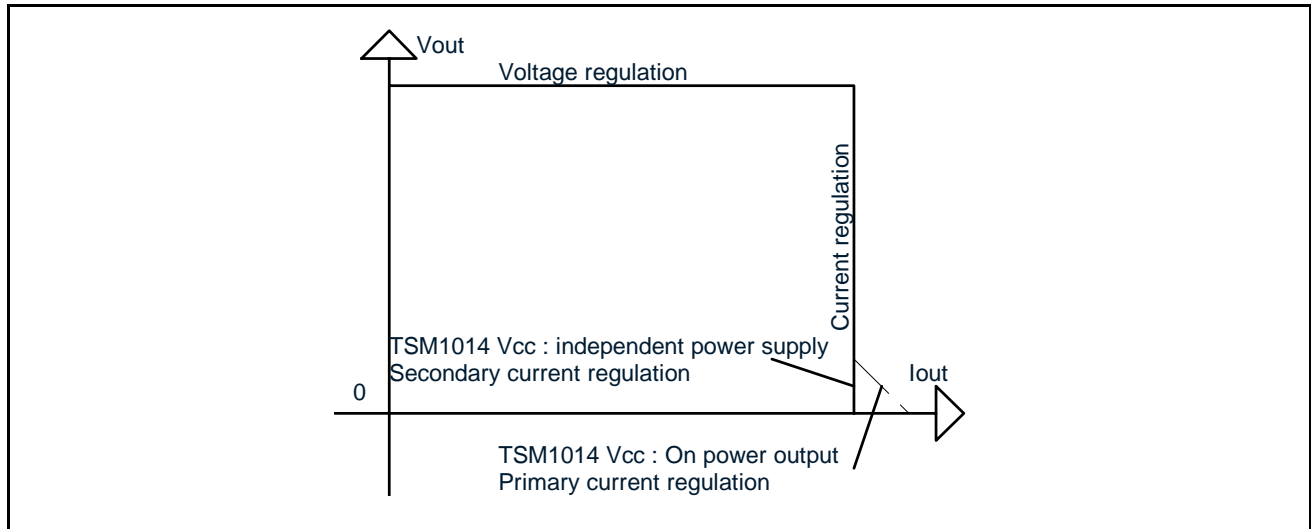 Vout
Voltage regulation
Current regulation
TSM1014 Vcc : independent power supply
Secondary current regulation
Iout
0
TSM1014 Vcc : On power output
Primary current regulation